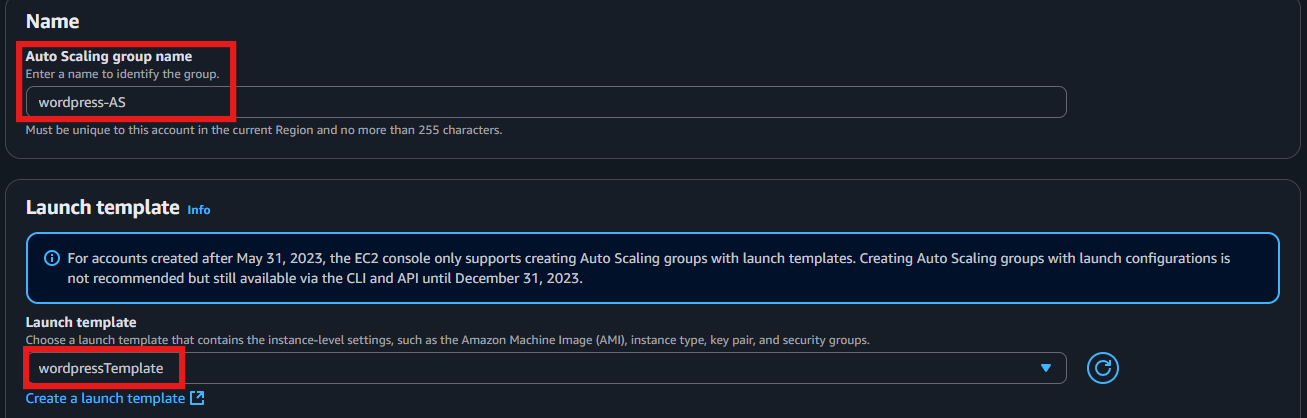 Name
Auto Scaling group name
Enter a name to identify the group.
wordpress-AS
Must be unique to this account in the current Region and no more than 255 characters.
Launch template Info
For accounts created after May 31, 2023, the EC2 console only supports creating Auto Scaling groups with launch templates. Creating Auto Scaling groups with launch configurations is
not recommended but still available via the CLI and API until December 31, 2023.
Launch template
Choose a launch template that contains the instance-level settings, such as the Amazon Machine Image (AMI), instance type, key pair, and security groups.
wordpressTemplate
Create a launch template